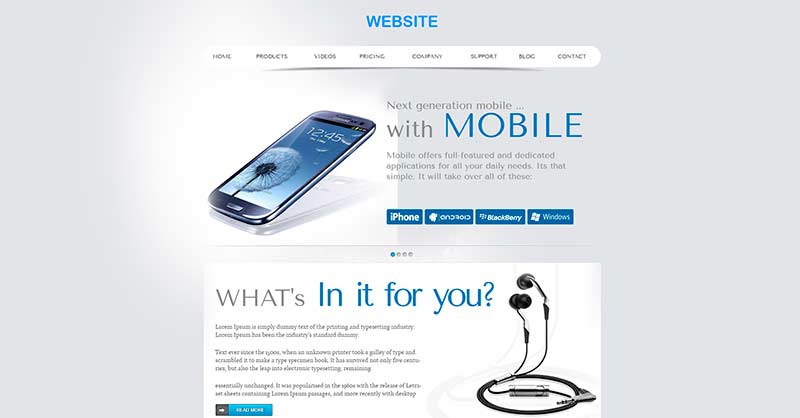 WEBSITE
HOME PRODUCTS VIDEOS PRICING COMPANY SUPPORT BLOG CONTACT
Next generation mobile ...
with MOBILE
Mobile offers full-featured and dedicated
applications for all your daily needs. Its that
simple. It will take over all of these:
12:45
iPhone ANDROID BlackBerry Windows
WHAT's In it for you?
Lorem Ipsum is simply dummy text of the printing and typesetting industry.
Lorem Ipsum has been the industry's standard dummy.
Text ever since the 1500s, when an unknown printer took a galley of type and
scrambled it to make a type specimen book. It has survived not only five centu-
ries, but also the leap into electronic typesetting, remaining
essentially unchanged. It was popularised in the 1960s with the release of Letra-
set sheets containing Lorem Ipsum passages, and more recently with desktop
READ MORE